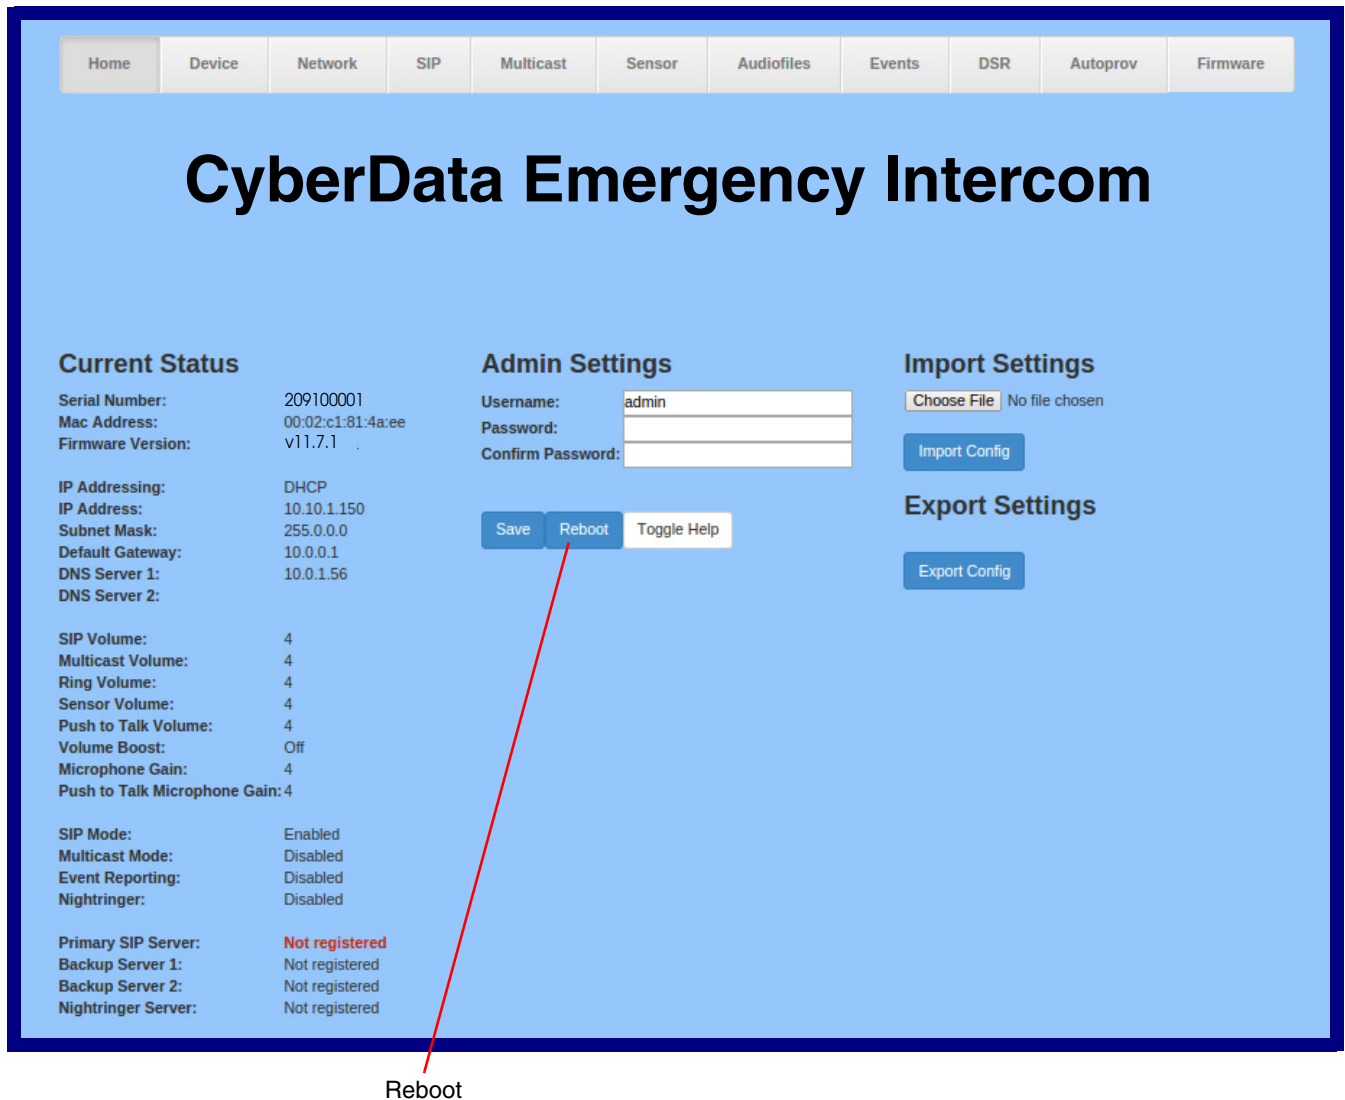 Home Device Network SIP Multicast Sensor Audiofiles Events DSR Autoprov Firmware
CyberData Emergency Intercom
Current Status
Serial Number: 209100001
Mac Address: 00:02:c1:81:4a:ee
Firmware Version: v11.7.1 .
IP Addressing: DHCP
IP Address: 10.10.1.150
Subnet Mask: 255.0.0.0
Default Gateway: 10.0.0.1
DNS Server 1: 10.0.1.56
DNS Server 2:
SIP Volume: 4
Multicast Volume: 4
Ring Volume: 4
Sensor Volume: 4
Push to Talk Volume: 4
Volume Boost: Off
Microphone Gain: 4
Push to Talk Microphone Gain: 4
SIP Mode: Enabled
Multicast Mode: Disabled
Event Reporting: Disabled
Nightringer: Disabled
Primary SIP Server: Not registered
Backup Server 1: Not registered
Backup Server 2: Not registered
Nightringer Server: Not registered
Admin Settings
Username: admin
Password:
Confirm Password:
Save Reboot Toggle Help
Import Settings
Choose File No file chosen
Import Config
Export Settings
Export Config
Reboot